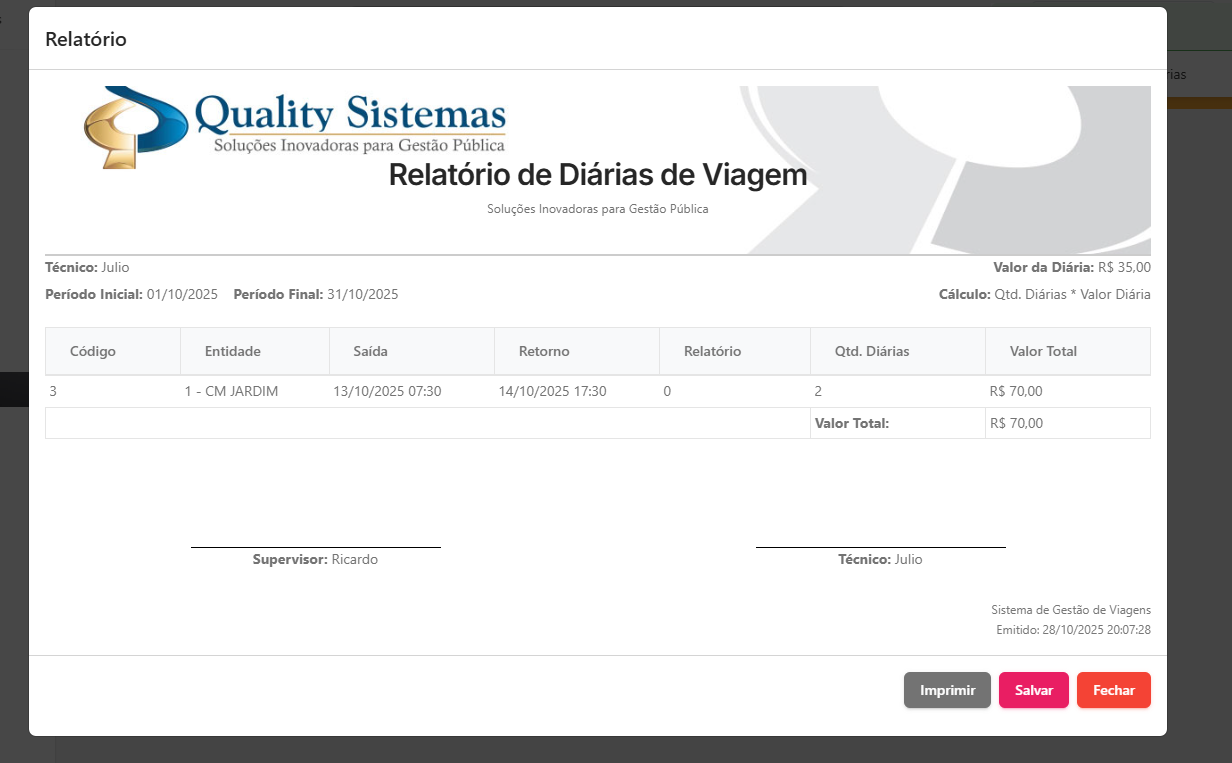 Relatório
Quality Sistemas
Soluções Inovadoras para Gestão Pública
Relatório de Diárias de Viagem
Soluções Inovadoras para Gestão Pública
Técnico: Julio Valor da Diária: R$ 35,00
Período Inicial: 01/10/2025 Período Final: 31/10/2025 Cálculo: Qtd. Diárias * Valor Diária
Código Entidade Saída Retorno Relatório Qtd. Diárias Valor Total
3 1 - CM JARDIM 13/10/2025 07:30 14/10/2025 17:30 0 2 R$ 70,00
Valor Total: R$ 70,00
Supervisor: Ricardo Técnico: Julio
Sistema de Gestão de Viagens
Emitido: 28/10/2025 20:07:28
Imprimir Salvar Fechar